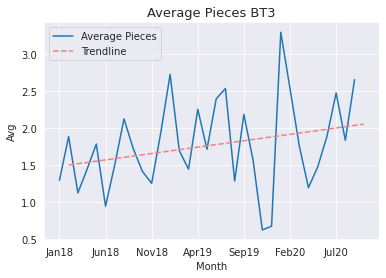 Average Pieces BT3
Average Pieces
Trendline
Avg
3.0
2.5
2.0
1.5
1.0
0.5
Jan18 Jun18 Nov18 Apr19 Sep19 Feb20 Jul20
Month